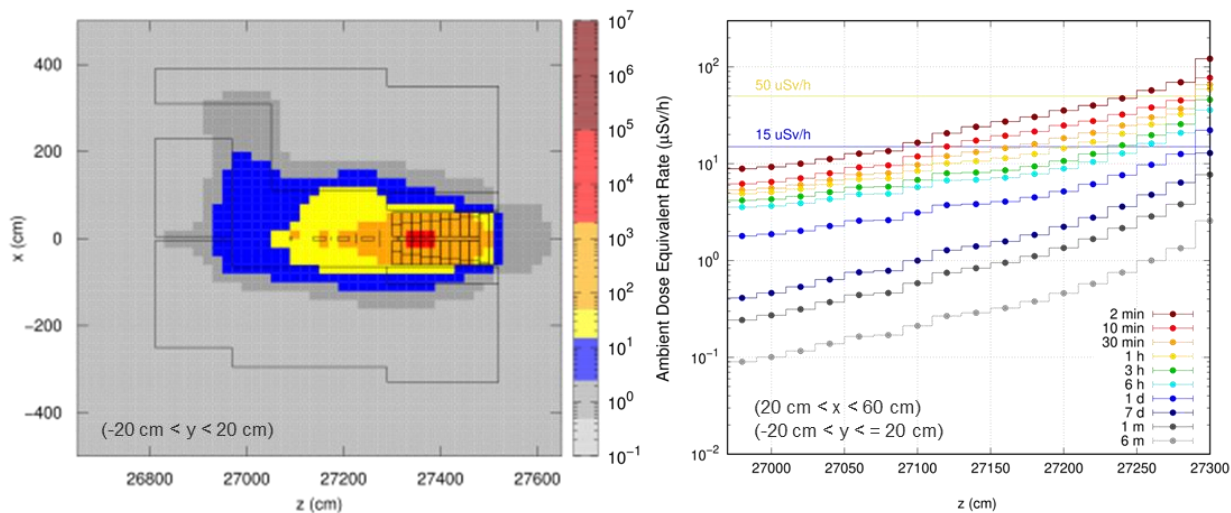 400
200
0
−200
−400
x (cm)
(-20 cm < y < 20 cm)
26800
27000
27200
27400
27600
z (cm)
10^7
10^6
10^5
10^4
10^3
10^2
10^1
10^0
10^-1
Ambient Dose Equivalent Rate (µSv/h)
10^2
10^1
10^0
10^-1
10^-2
50 uSv/h
15 uSv/h
2 min
10 min
30 min
1 h
3 h
6 h
1 d
7 d
1 m
6 m
(20 cm < x < 60 cm)
(-20 cm < y < = 20 cm)
27000
27050
27100
27150
27200
27250
27300
z (cm)